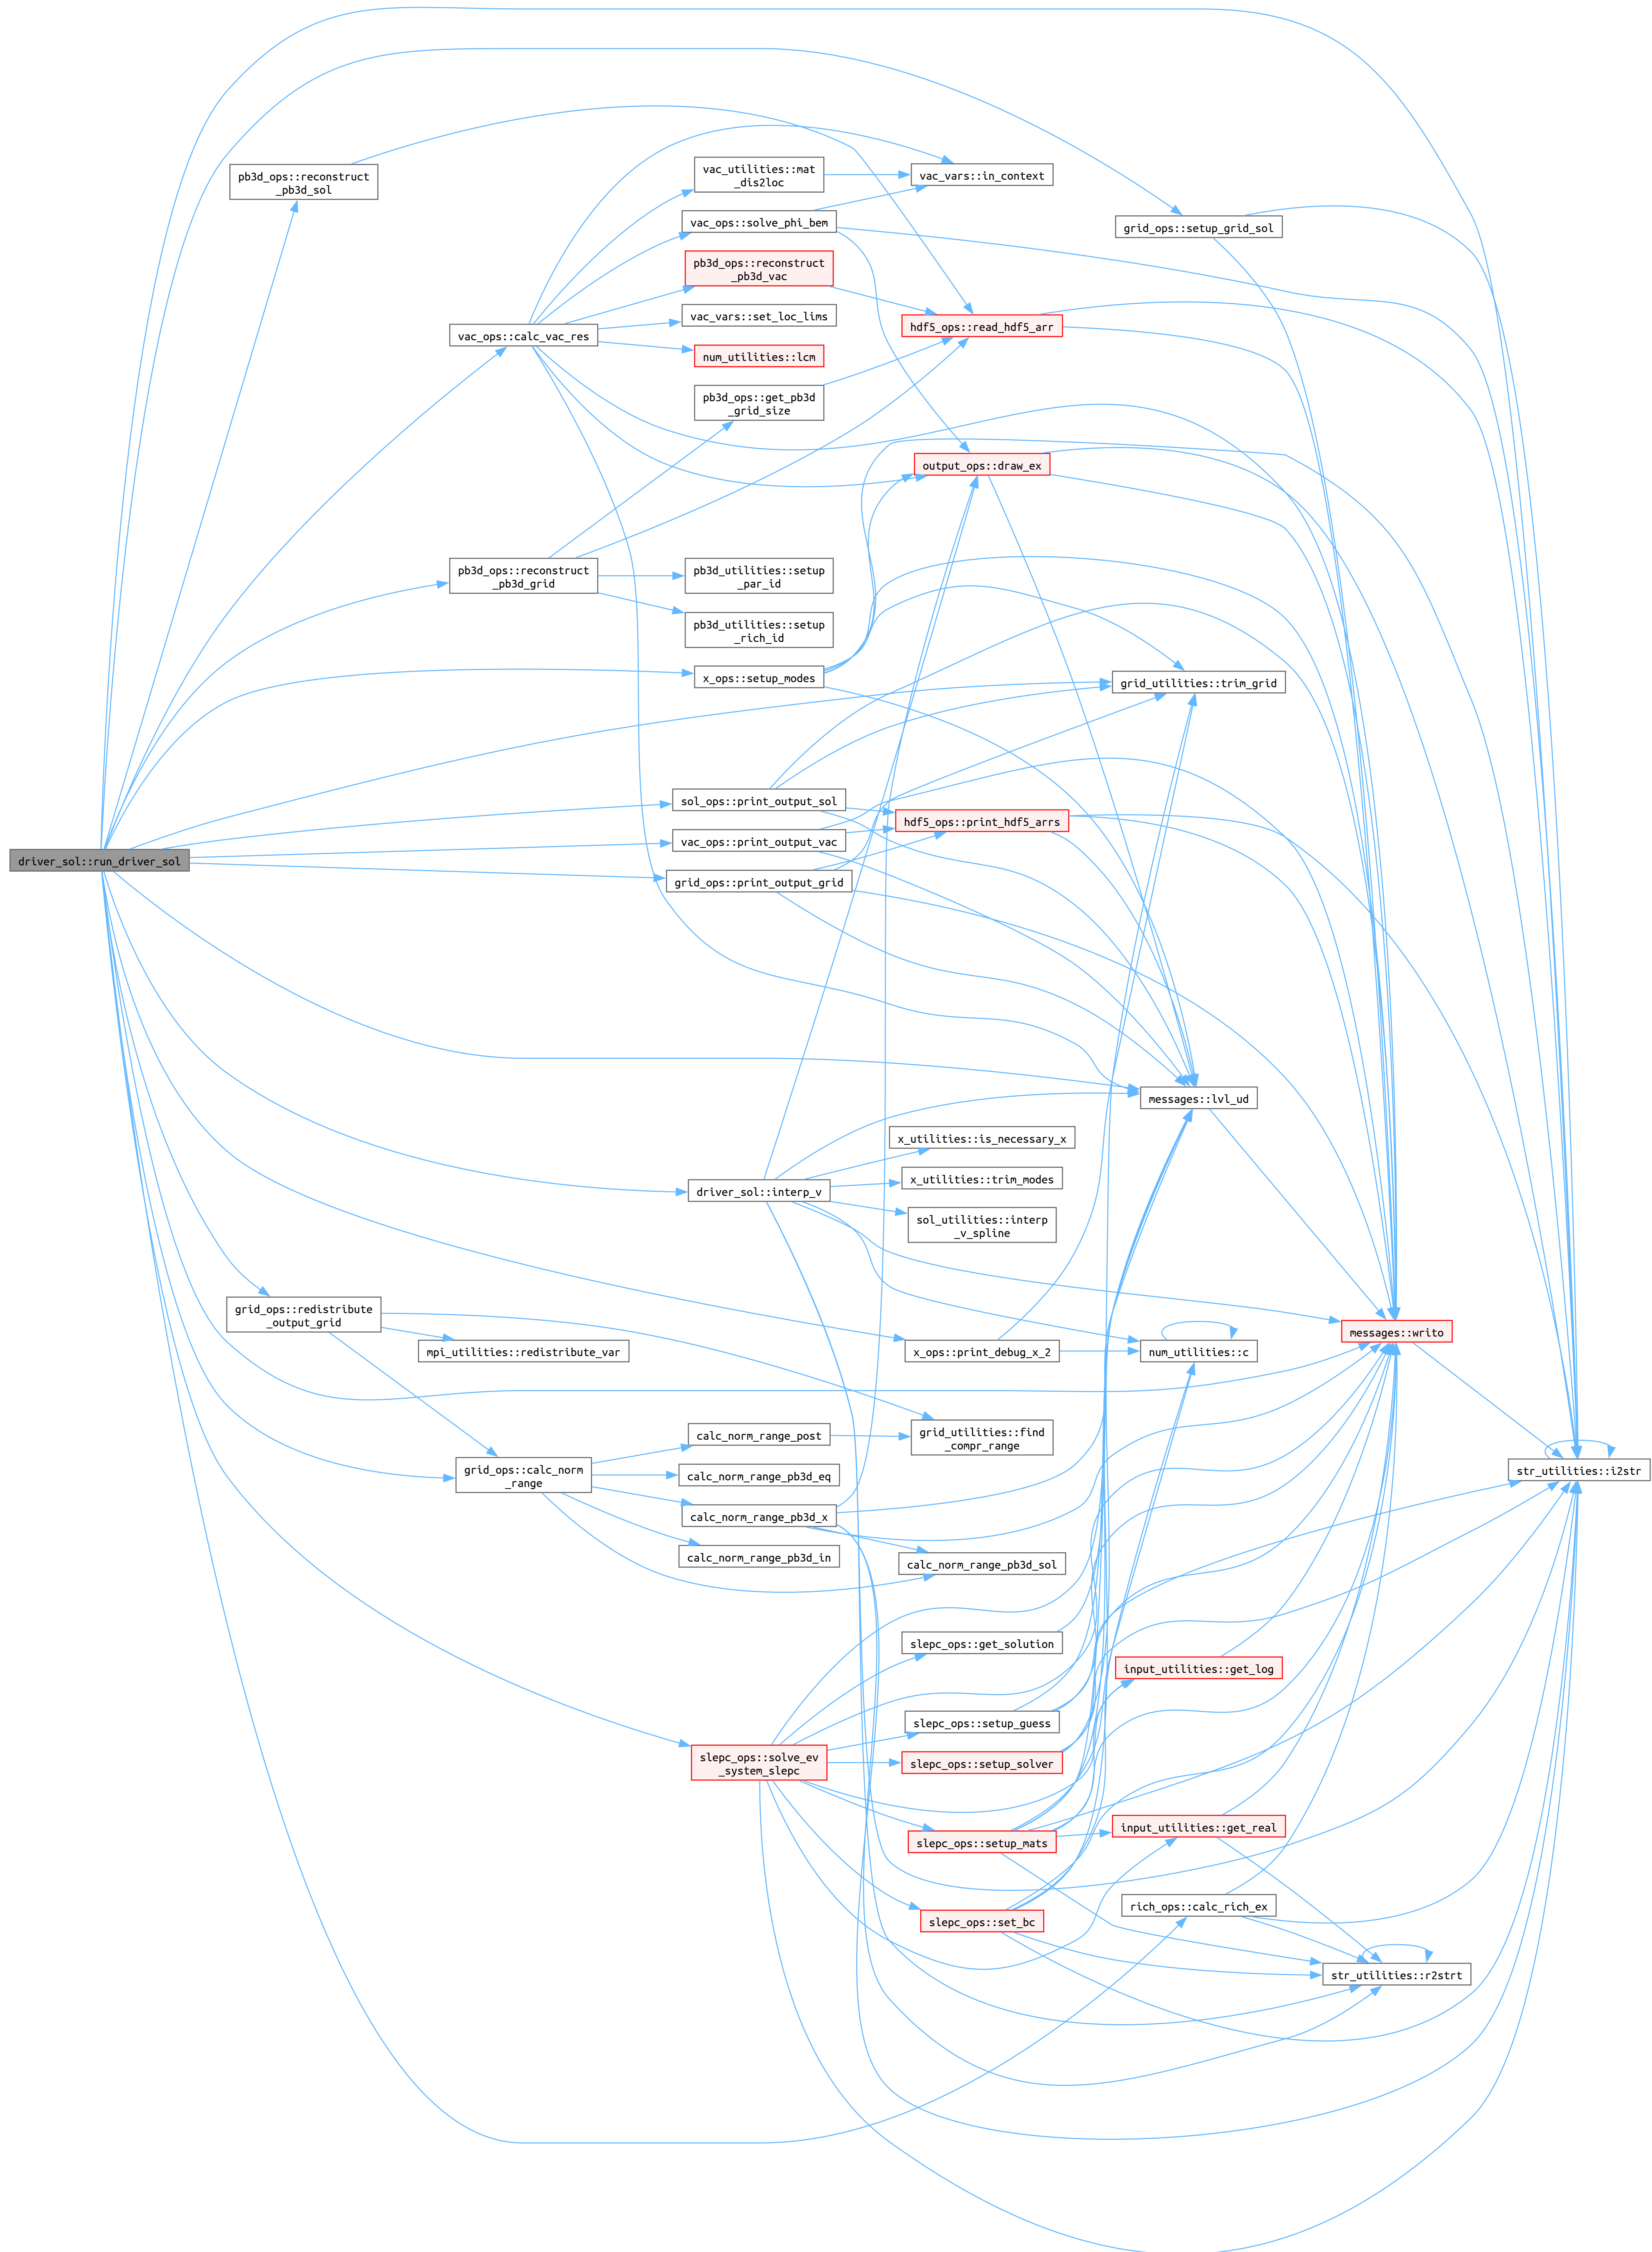 pb3d_ops::reconstruct
_pb3d_sol
vac_utilities::mat
_dis2loc
vac_vars::in_context
vac_ops::solve_phi_bem
grid_ops::setup_grid_sol
pb3d_ops::reconstruct
_pb3d_vac
vac_vars::set_loc_lims
hdf5_ops::read_hdf5_arr
vac_ops::calc_vac_res
num_utilities::lcm
pb3d_ops::get_pb3d
_grid_size
output_ops::draw_ex
pb3d_ops::reconstruct
_pb3d_grid
pb3d_utilities::setup
_par_id
pb3d_utilities::setup
_rich_id
x_ops::setup_modes
grid_utilities::trim_grid
sol_ops::print_output_sol
hdf5_ops::print_hdf5_arrs
vac_ops::print_output_vac
driver_sol::run_driver_sol
grid_ops::print_output_grid
messages::lvl_ud
x_utilities::is_necessary_x
x_utilities::trim_modes
driver_sol::interp_v
sol_utilities::interp
_v_spline
grid_ops::redistribute
_output_grid
messages::writo
mpi_utilities::redistribute_var
x_ops::print_debug_x_2
num_utilities::c
calc_norm_range_post
grid_utilities::find
_compr_range
grid_ops::calc_norm
_range
calc_norm_range_pb3d_eq
str_utilities::i2str
calc_norm_range_pb3d_x
calc_norm_range_pb3d_in
calc_norm_range_pb3d_sol
slepc_ops::get_solution
input_utilities::get_log
slepc_ops::setup_guess
slepc_ops::solve_ev
_system_slepc
slepc_ops::setup_solver
input_utilities::get_real
slepc_ops::setup_mats
rich_ops::calc_rich_ex
slepc_ops::set_bc
str_utilities::r2strt